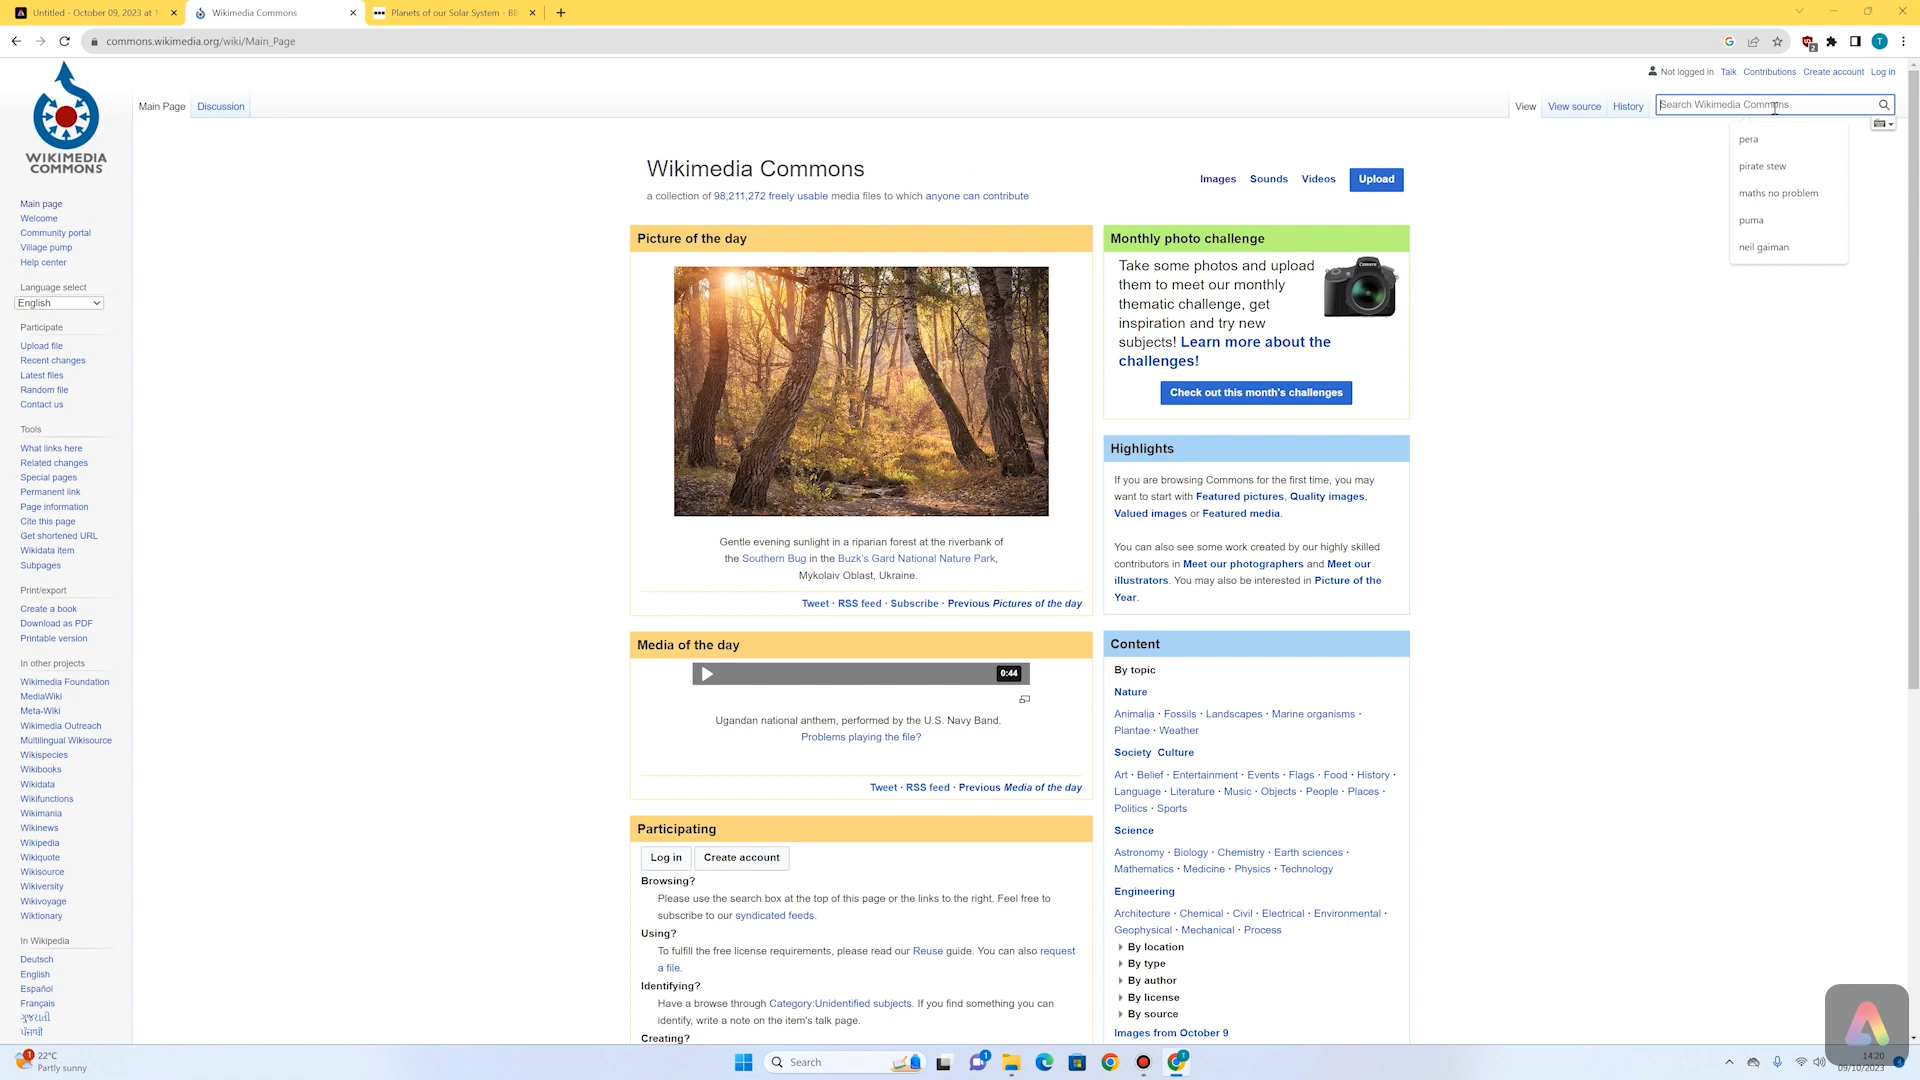 Untitled - October 09, 2023 at 1
Wikimedia Commons
Planets of our Solar System - BB
commons.wikimedia.org/wiki/Main_Page
2
T
Not logged in Talk Contributions Create account Log in
Main Page Discussion
View View source History Search Wikimedia Commons
pera
pirate stew
maths no problem
puma
neil gaiman
WIKIMEDIA
COMMONS
Main page
Welcome
Community portal
Village pump
Help center
Language select
English
Participate
Upload file
Recent changes
Latest files
Random file
Contact us
Tools
What links here
Related changes
Special pages
Permanent link
Page information
Cite this page
Get shortened URL
Wikidata item
Subpages
Print/export
Create a book
Download as PDF
Printable version
In other projects
Wikimedia Foundation
MediaWiki
Meta-Wiki
Wikimedia Outreach
Multilingual Wikisource
Wikispecies
Wikibooks
Wikidata
Wikifunctions
Wikimania
Wikinews
Wikipedia
Wikiquote
Wikisource
Wikiversity
Wikivoyage
Wiktionary
In Wikipedia
Deutsch
English
Español
Français
ગુજરાતી
ਪੰਜਾਬੀ
Wikimedia Commons
a collection of 98,211,272 freely usable media files to which anyone can contribute
Images Sounds Videos Upload
Picture of the day
Gentle evening sunlight in a riparian forest at the riverbank of
the Southern Bug in the Buzk's Gard National Nature Park,
Mykolaiv Oblast, Ukraine.
Tweet · RSS feed · Subscribe · Previous Pictures of the day
Media of the day
0:44
Ugandan national anthem, performed by the U.S. Navy Band.
Problems playing the file?
Tweet · RSS feed · Previous Media of the day
Participating
Log in Create account
Browsing?
Please use the search box at the top of this page or the links to the right. Feel free to
subscribe to our syndicated feeds.
Using?
To fulfill the free license requirements, please read our Reuse guide. You can also request
a file.
Identifying?
Have a browse through Category:Unidentified subjects. If you find something you can
identify, write a note on the item's talk page.
Creating?
Monthly photo challenge
Take some photos and upload
them to meet our monthly
thematic challenge, get
inspiration and try new
subjects! Learn more about the
challenges!
Check out this month's challenges
Highlights
If you are browsing Commons for the first time, you may
want to start with Featured pictures, Quality images,
Valued images or Featured media.
You can also see some work created by our highly skilled
contributors in Meet our photographers and Meet our
illustrators. You may also be interested in Picture of the
Year.
Content
By topic
Nature
Animalia · Fossils · Landscapes · Marine organisms ·
Plantae · Weather
Society Culture
Art · Belief · Entertainment · Events · Flags · Food · History ·
Language · Literature · Music · Objects · People · Places ·
Politics · Sports
Science
Astronomy · Biology · Chemistry · Earth sciences ·
Mathematics · Medicine · Physics · Technology
Engineering
Architecture · Chemical · Civil · Electrical · Environmental ·
Geophysical · Mechanical · Process
By location
By type
By author
By license
By source
Images from October 9
1
22°C
Partly sunny
Search
1
14:20
09/10/2023
4